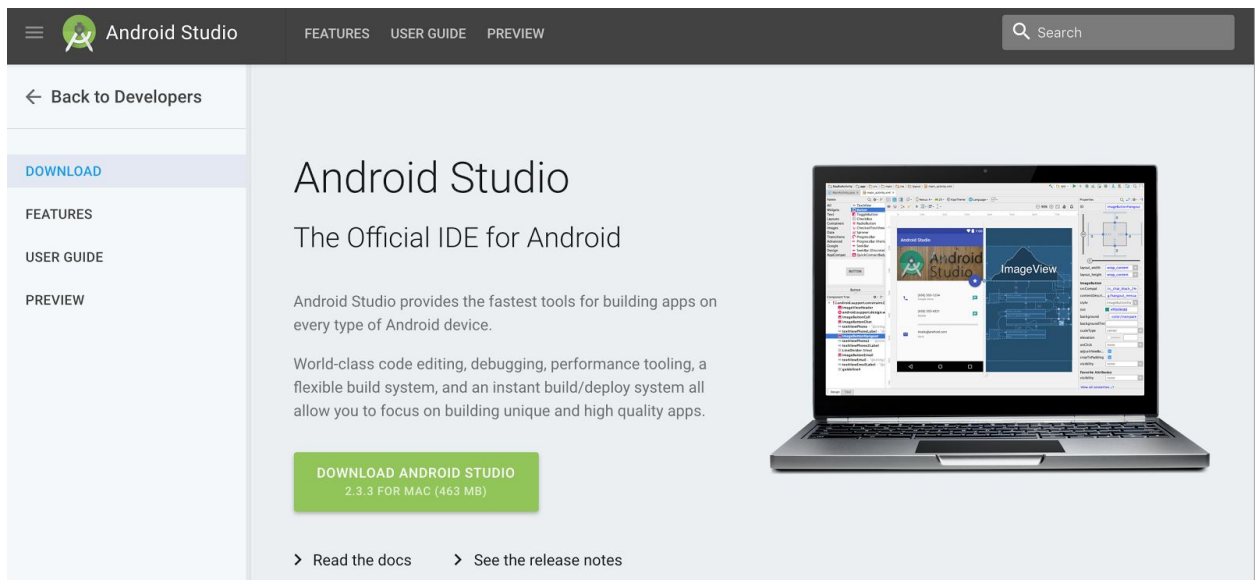 Android Studio
FEATURES
USER GUIDE
PREVIEW
Search
Back to Developers
DOWNLOAD
FEATURES
USER GUIDE
PREVIEW
Android Studio
The Official IDE for Android
Android Studio provides the fastest tools for building apps on
every type of Android device.
World-class code editing, debugging, performance tooling, a
flexible build system, and an instant build/deploy system all
allow you to focus on building unique and high quality apps.
DOWNLOAD ANDROID STUDIO
2.3.3 FOR MAC (463 MB)
Read the docs
See the release notes
Android Studio
Android
Studio
ImageView
BUTTON